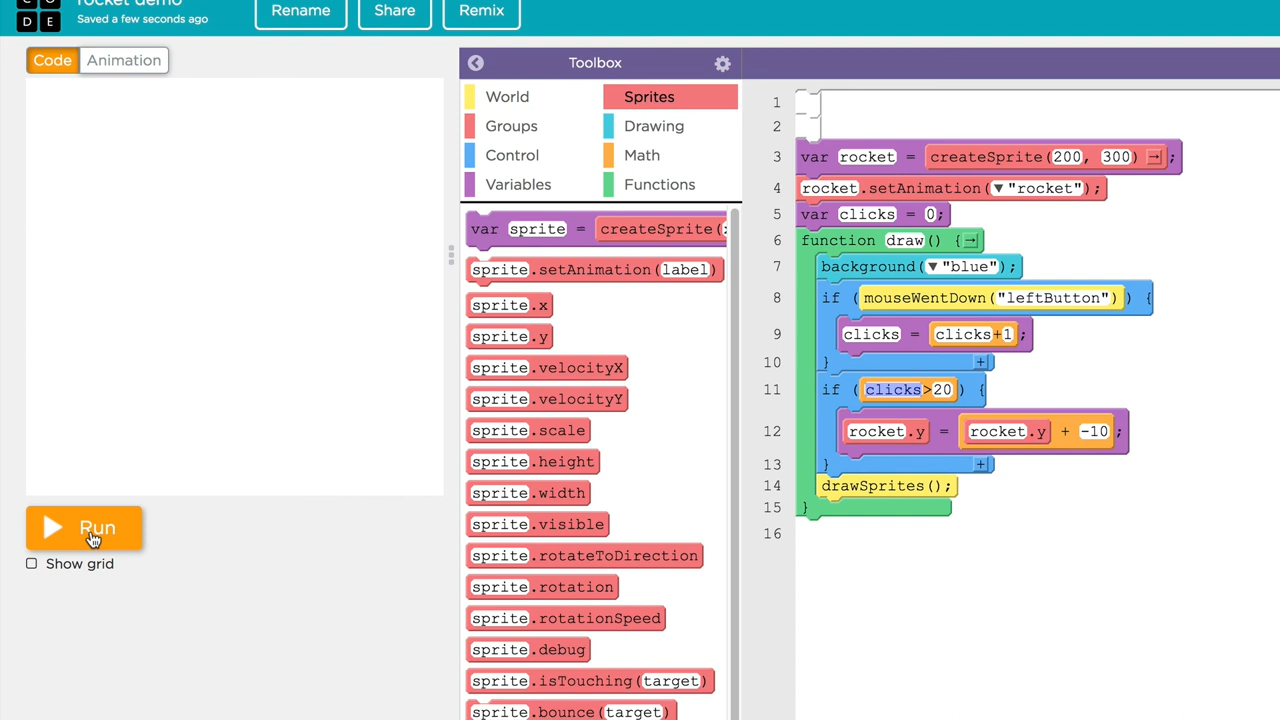 rocket demo
Saved a few seconds ago
Rename
Share
Remix
D E
Code
Animation
Run
Show grid
Toolbox
World
Sprites
Groups
Drawing
Control
Math
Variables
Functions
var sprite = createSprite(
sprite.setAnimation(label)
sprite.x
sprite.y
sprite.velocityX
sprite.velocityY
sprite.scale
sprite.height
sprite.width
sprite.visible
sprite.rotateToDirection
sprite.rotation
sprite.rotationSpeed
sprite.debug
sprite.isTouching(target)
sprite.bounce(target)
1
2
3 var rocket = createSprite(200, 300);
4 rocket.setAnimation("rocket");
5 var clicks = 0;
6 function draw() {
7 background("blue");
8 if (mouseWentDown("leftButton")) {
9 clicks = clicks+1;
10 }
11 if (clicks>20) {
12 rocket.y = rocket.y + -10;
13 }
14 drawSprites();
15 }
16